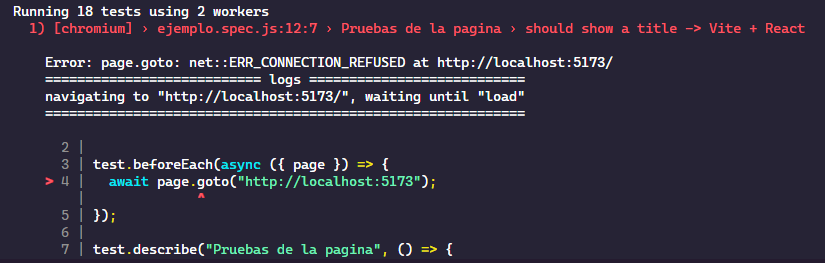 Running 18 tests using 2 workers
1) [chromium] › ejemplo.spec.js:12:7 › Pruebas de la pagina › should show a title -> Vite + React
Error: page.goto: net::ERR_CONNECTION_REFUSED at http://localhost:5173/
=========================== logs ===========================
navigating to "http://localhost:5173/", waiting until "load"
============================================================
2 |
3 | test.beforeEach(async ({ page }) => {
> 4 |   await page.goto("http://localhost:5173");
|              ^
5 | });
6 |
7 | test.describe("Pruebas de la pagina", () => {